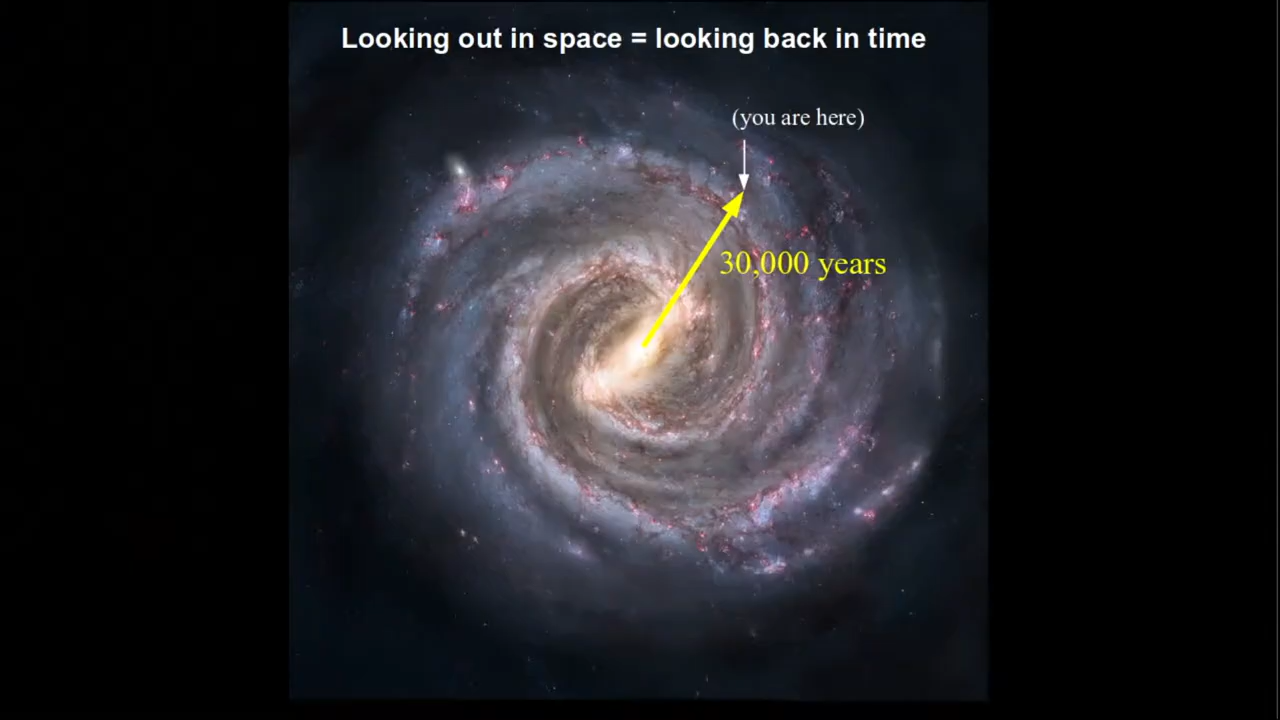 Looking out in space = looking back in time
(you are here)
30,000 years